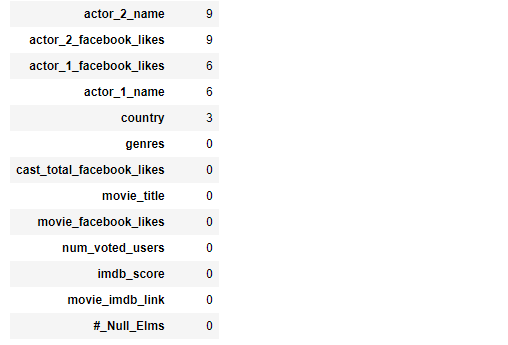 actor_2_name 9
actor_2_facebook_likes 9
actor_1_facebook_likes 6
actor_1_name 6
country 3
genres 0
cast_total_facebook_likes 0
movie_title 0
movie_facebook_likes 0
num_voted_users 0
imdb_score 0
movie_imdb_link 0
#_Null_Elms 0